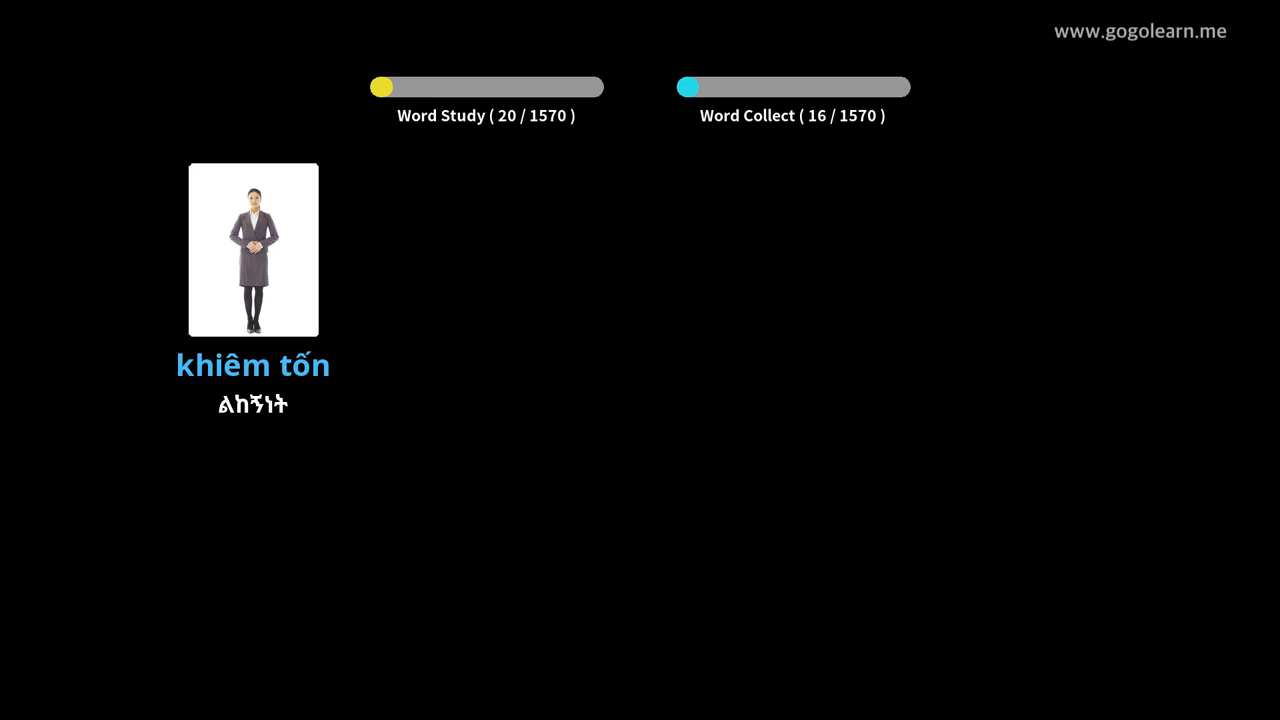 www.gogolearn.me
Word Study ( 20 / 1570 )
Word Collect ( 16 / 1570 )
khiêm tốn
ልከኝነት